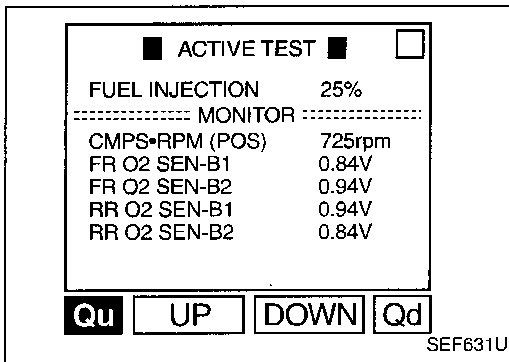 ■ ACTIVE TEST ■
FUEL INJECTION 25%
MONITOR
CMPS•RPM (POS) 725rpm
FR O2 SEN-B1 0.84V
FR O2 SEN-B2 0.94V
RR O2 SEN-B1 0.94V
RR O2 SEN-B2 0.84V
Qu UP DOWN Qd
SEF631U